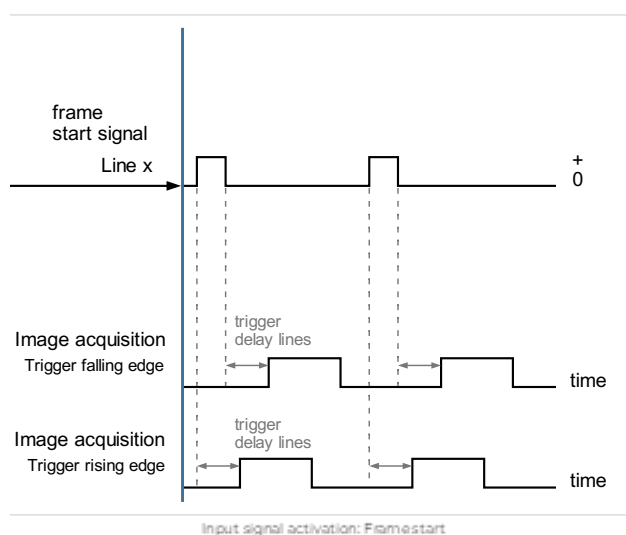 frame
start signal
Line x
+
0
trigger
delay lines
Image acquisition
Trigger falling edge
time
trigger
delay lines
Image acquisition
Trigger rising edge
time
Input signal activation: Framestart